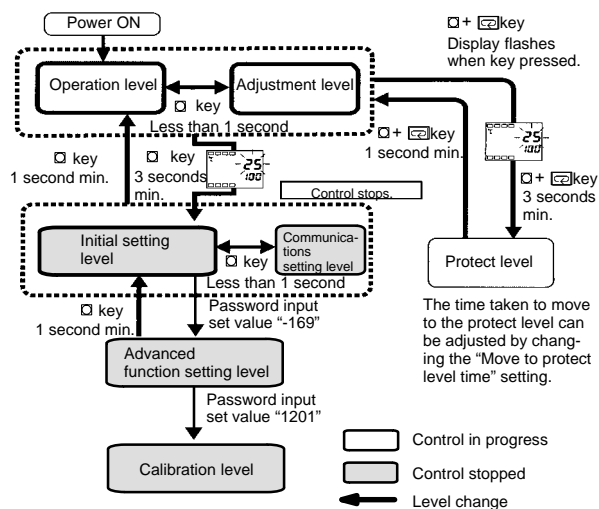 Power ON
Operation level
Adjustment level
key
Less than 1 second
key
1 second min.
key
3 seconds
min.
25
100
Control stops.
+ key
Display flashes
when key pressed.
+ key
1 second min.
25
100
+ key
3 seconds
min.
Protect level
The time taken to move
to the protect level can
be adjusted by chang-
ing the “Move to protect
level time” setting.
Initial setting
level
key
Less than 1 second
Communica-
tions
setting level
key
1 second min.
Password input
set value “-169”
Advanced
function setting level
Password input
set value “1201”
Calibration level
Control in progress
Control stopped
Level change